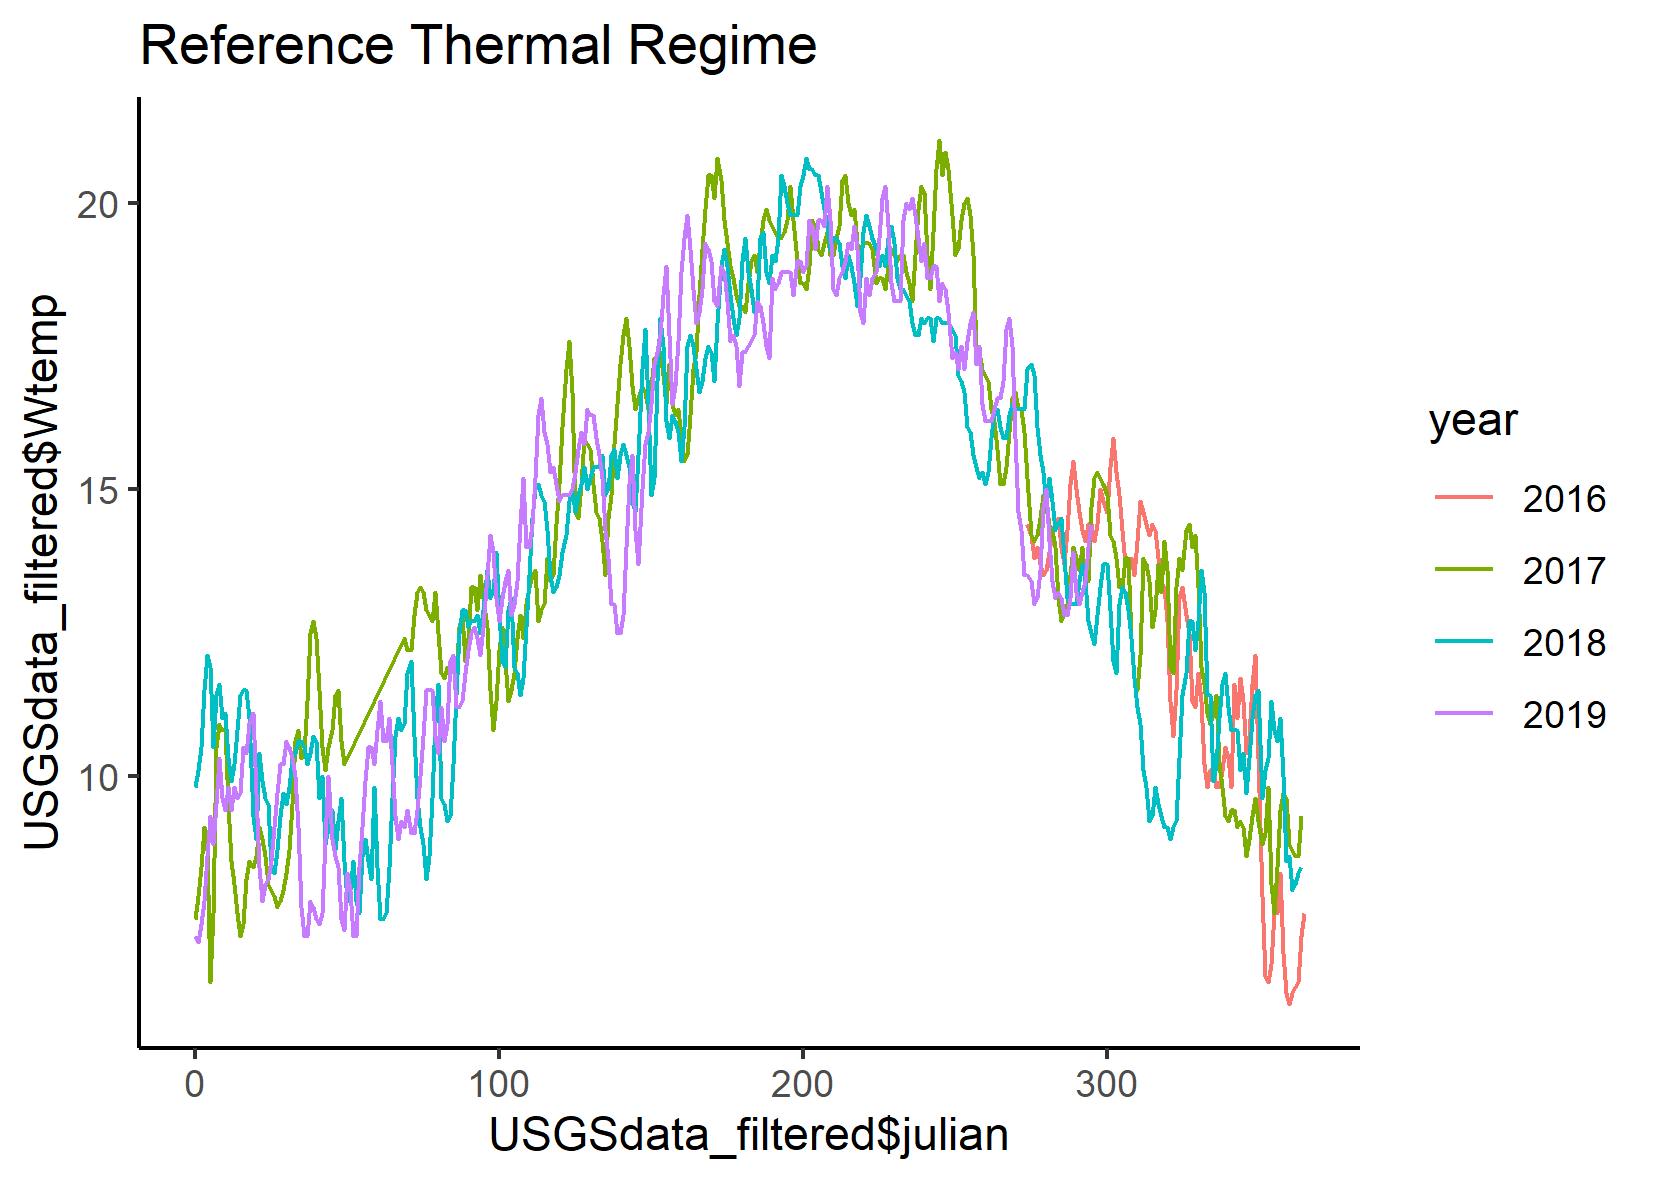 Reference Thermal Regime
USGSdata_filtered$Wtemp
20
15
10
0
100
200
300
USGSdata_filtered$julian
year
2016
2017
2018
2019